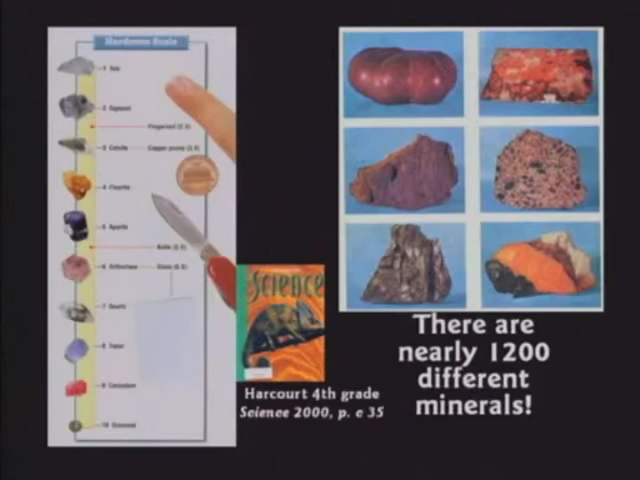 Hardness Scale
1 Talc
2 Gypsum
Fingernail (2.5)
3 Calcite
Copper penny (3.5)
4 Fluorite
5 Apatite
Knife (5.5)
6 Orthoclase
Glass (6.5)
7 Quartz
8 Topaz
9 Corundum
10 Diamond
SCIENCE
There are
nearly 1200
different
minerals!
Harcourt 4th grade
Science 2000, p. c 35